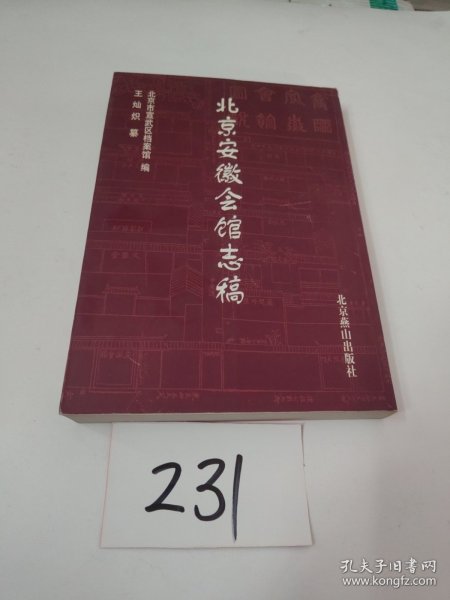 北京安徽会馆志稿
北京市宣武区档案馆 编
王灿炽 纂
北京燕山出版社
231
孔夫子旧书网
www.kongfz.com